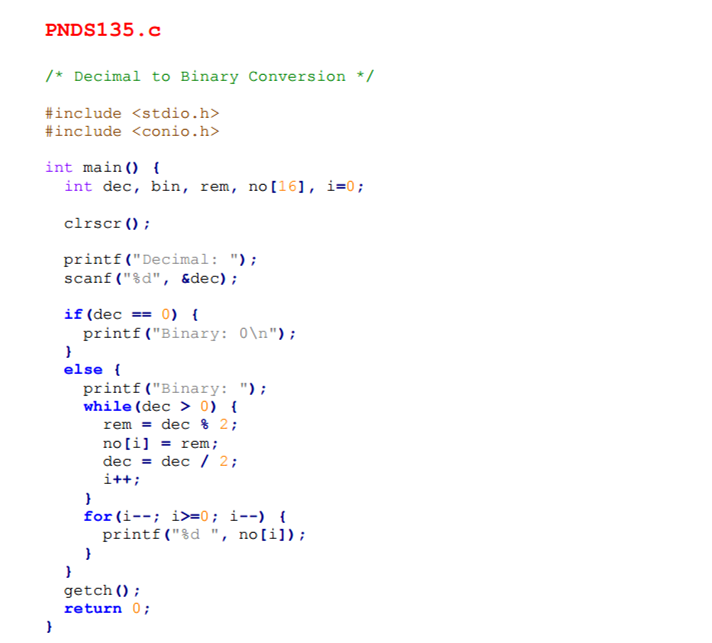 PNDS135.c
/* Decimal to Binary Conversion */
#include <stdio.h>
#include <conio.h>
int main() {
int dec, bin, rem, no[16], i=0;
clrscr();
printf("Decimal: ");
scanf("%d", &dec);
if(dec == 0) {
printf("Binary: 0\n");
}
else {
printf("Binary: ");
while(dec > 0) {
rem = dec % 2;
no[i] = rem;
dec = dec / 2;
i++;
}
for(i--; i>=0; i--) {
printf("%d ", no[i]);
}
}
getch();
return 0;
}